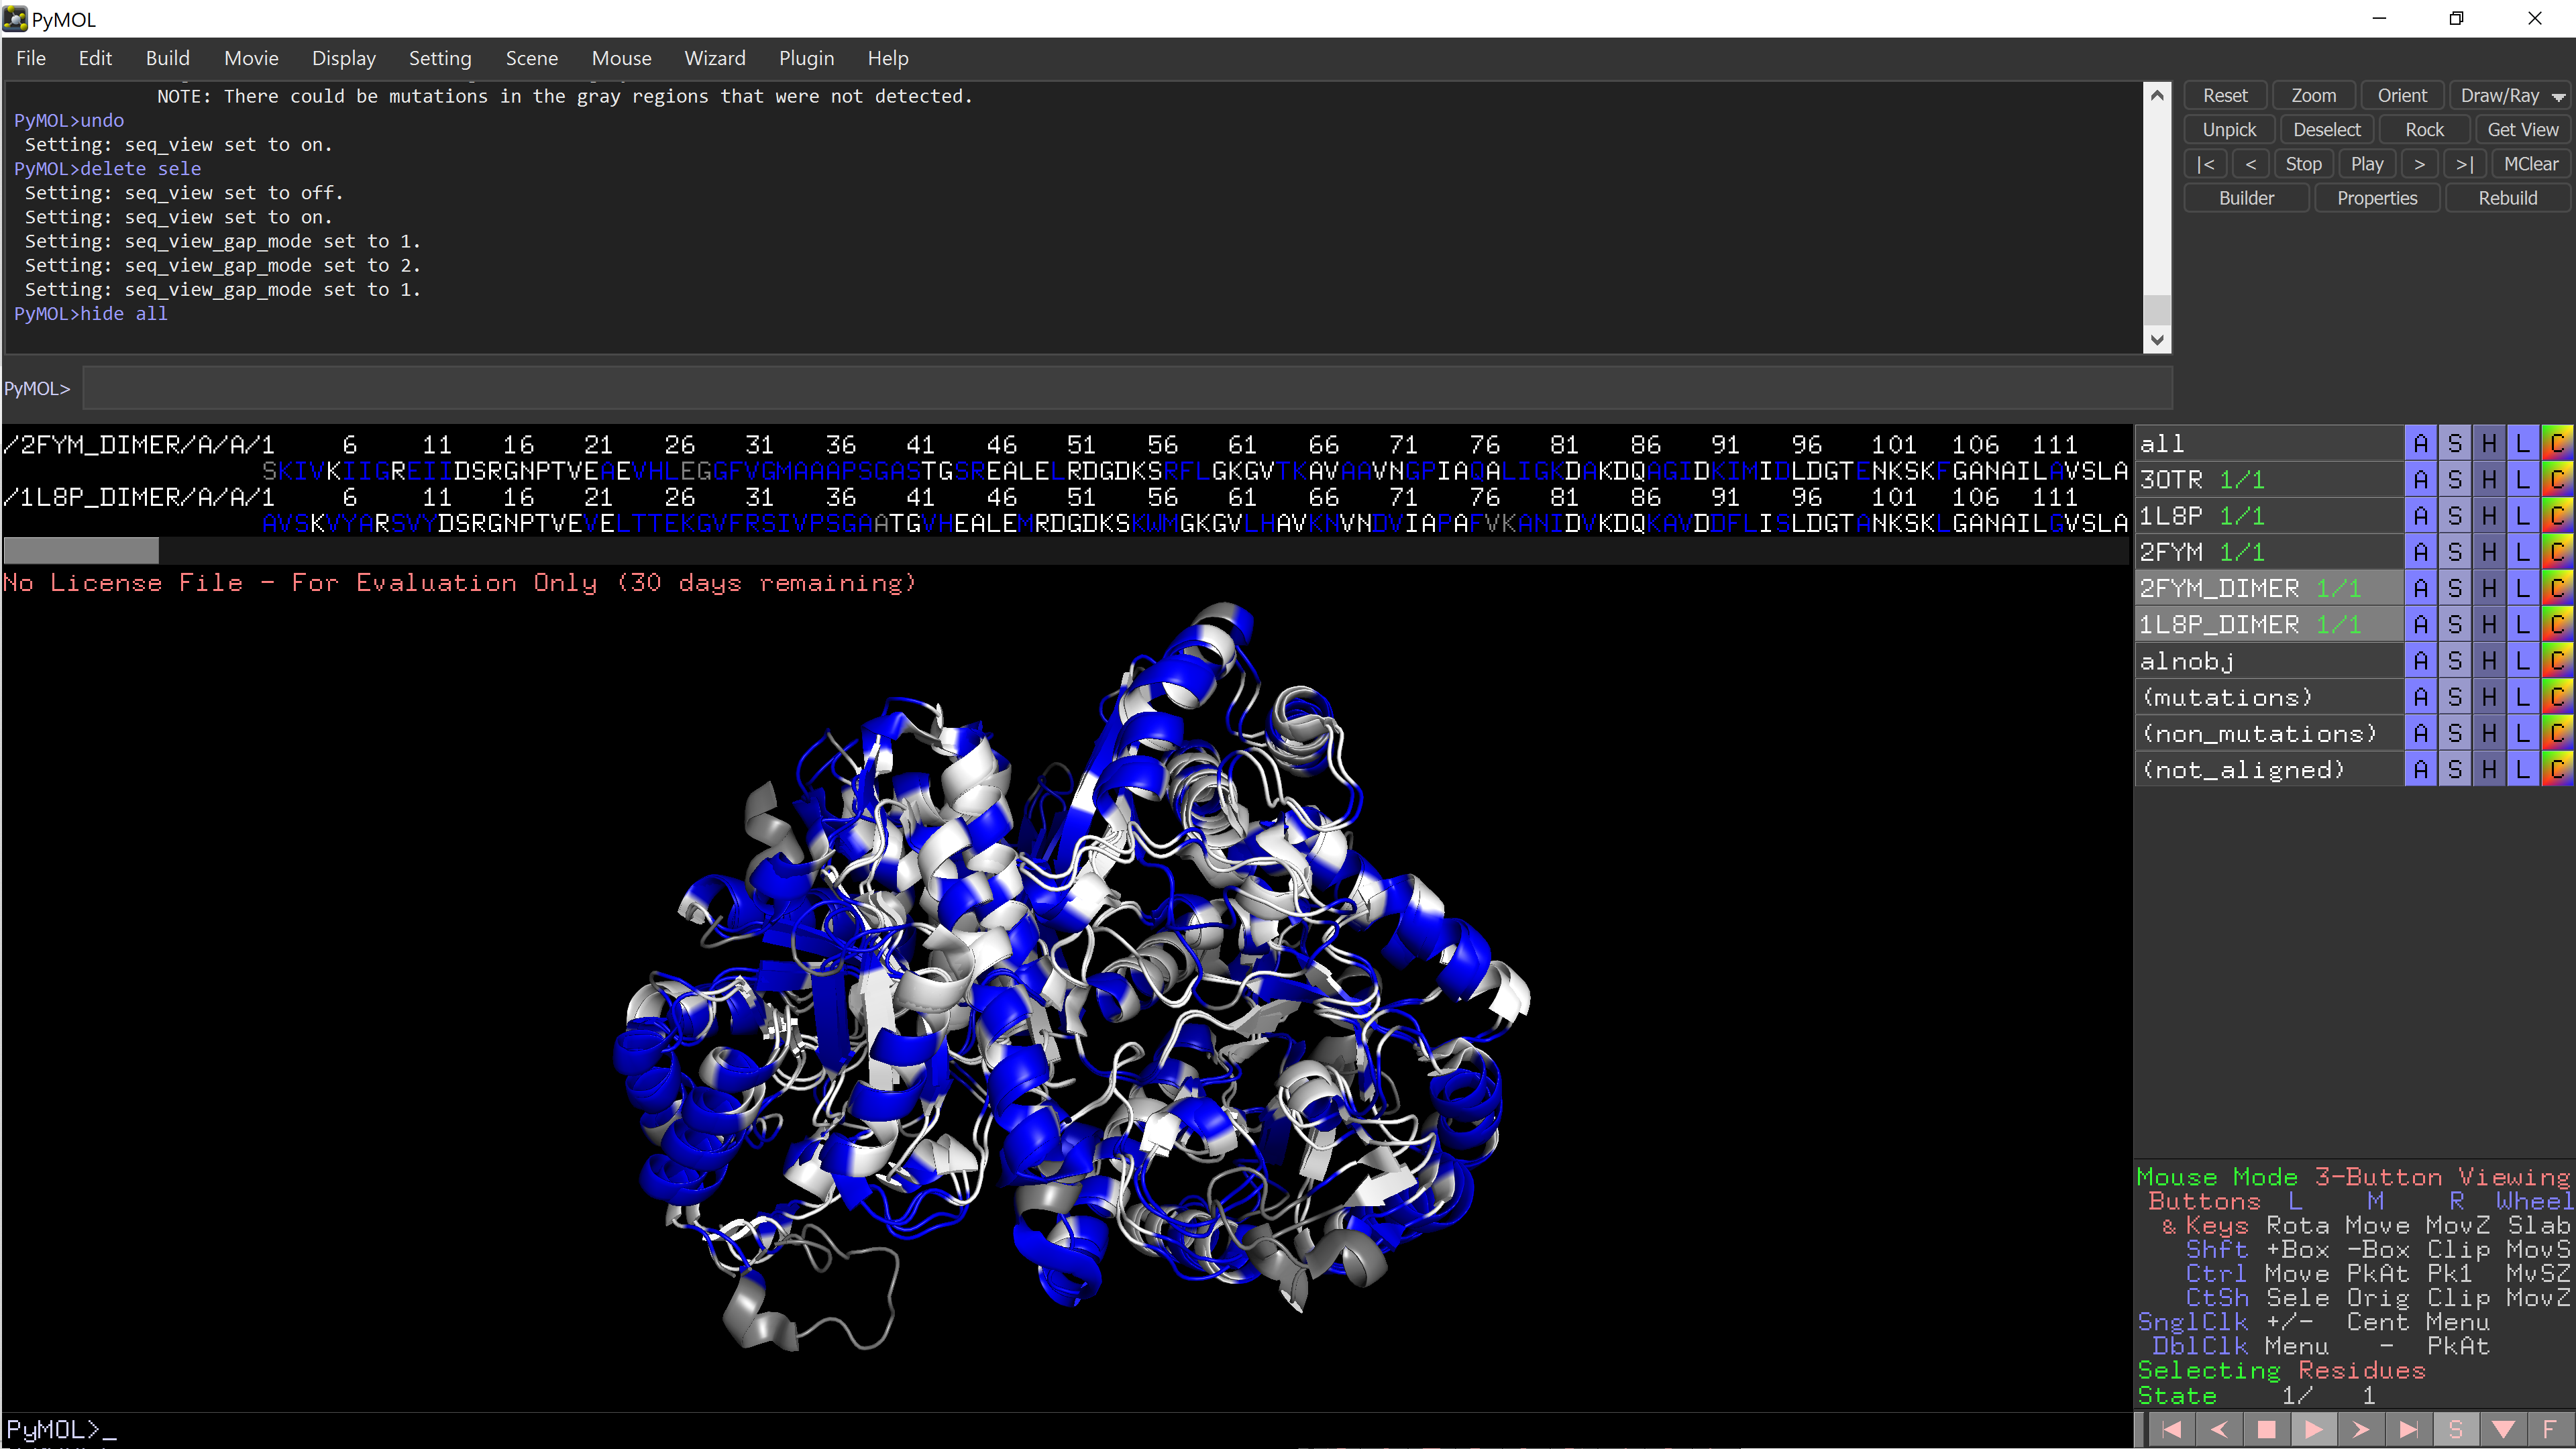 PyMOL
File Edit Build Movie Display Setting Scene Mouse Wizard Plugin Help
NOTE: There could be mutations in the gray regions that were not detected.
PyMOL>undo
Setting: seq_view set to on.
PyMOL>delete sele
Setting: seq_view set to off.
Setting: seq_view set to on.
Setting: seq_view_gap_mode set to 1.
Setting: seq_view_gap_mode set to 2.
Setting: seq_view_gap_mode set to 1.
PyMOL>hide all
PyMOL>
Reset Zoom Orient Draw/Ray
Unpick Deselect Rock Get View
|< < Stop Play > >| MClear
Builder Properties Rebuild
/2FYM_DIMER/A/A/1 6 11 16 21 26 31 36 41 46 51 56 61 66 71 76 81 86 91 96 101 106 111
SKIVKIIGREIIDSRGNPTVEAEVHLEGGFVGMAAAPSGASTGSREALELRDGDKSRFLGKGVTKAVAAVNGPIAQALIGKDAKDQAGIDKIMIDLDGTENKSKFGANAILAVSLA
/1L8P_DIMER/A/A/1 6 11 16 21 26 31 36 41 46 51 56 61 66 71 76 81 86 91 96 101 106 111
AVSKVYARSVYDSRGNPTVEVELTTEKGVFRSIVPSGAATGVHEALEMRDGDKSKWMGKGVLHAVKNVNDVIAPAFVKANIDVKDQKAVDDFLISLDGTANKSKLGANAILGVSLA
No License File - For Evaluation Only (30 days remaining)
all A S H L C
3OTR 1/1 A S H L C
1L8P 1/1 A S H L C
2FYM 1/1 A S H L C
2FYM_DIMER 1/1 A S H L C
1L8P_DIMER 1/1 A S H L C
alnobj A S H L C
(mutations) A S H L C
(non_mutations) A S H L C
(not_aligned) A S H L C
Mouse Mode 3-Button Viewing
Buttons L M R Wheel
& Keys Rota Move MovZ Slab
Shft +Box -Box Clip MovS
Ctrl Move PkAt Pk1 MvSZ
CtSh Sele Orig Clip MovZ
SnglClk +/- Cent Menu
DblClk Menu - PkAt
Selecting Residues
State 1/ 1
PyMOL>_
S F